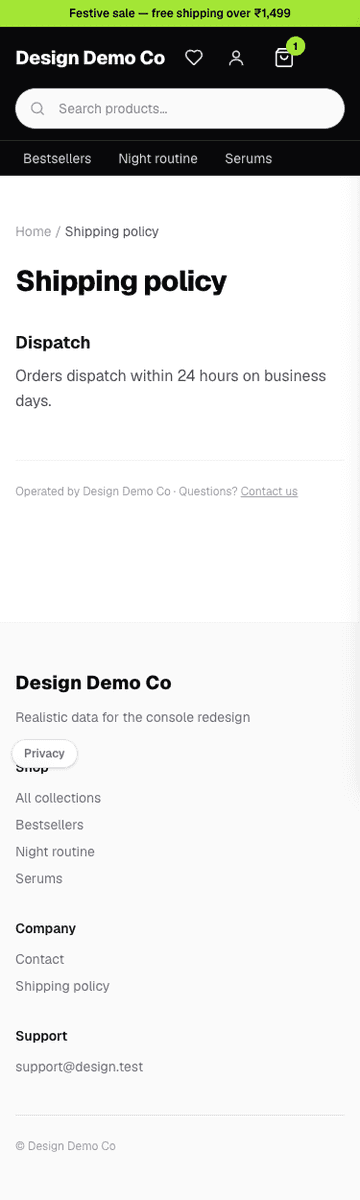 Festive sale — free shipping over ₹1,499
Design Demo Co
1
Search products...
Bestsellers Night routine Serums
Home / Shipping policy
Shipping policy
Dispatch
Orders dispatch within 24 hours on business
days.
Operated by Design Demo Co · Questions? Contact us
Design Demo Co
Realistic data for the console redesign
Privacy
Shop
All collections
Bestsellers
Night routine
Serums
Company
Contact
Shipping policy
Support
support@design.test
© Design Demo Co